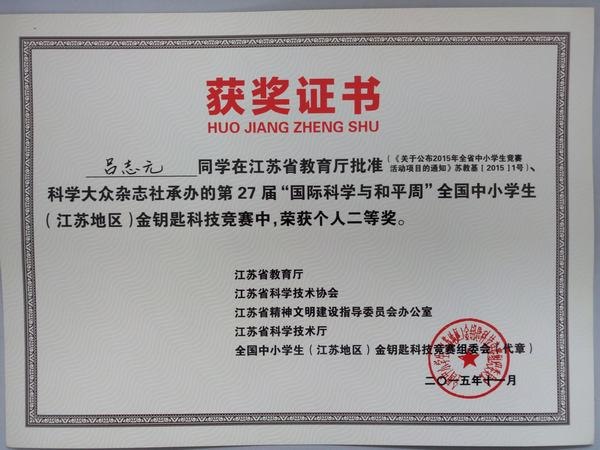 获奖证书
HUO JIANG ZHENG SHU
吕志元 同学在江苏省教育厅批准(《关于公布2015年全省中小学生竞赛活动项目的通知》苏教基〔2015〕1号)、
科学大众杂志社承办的第27届“国际科学与和平周”全国中小学生
(江苏地区)金钥匙科技竞赛中,荣获个人二等奖。
江苏省教育厅
江苏省科学技术协会
江苏省精神文明建设指导委员会办公室
江苏省科学技术厅
全国中小学生(江苏地区)金钥匙科技竞赛组委会(代章)
二〇一五年十一月